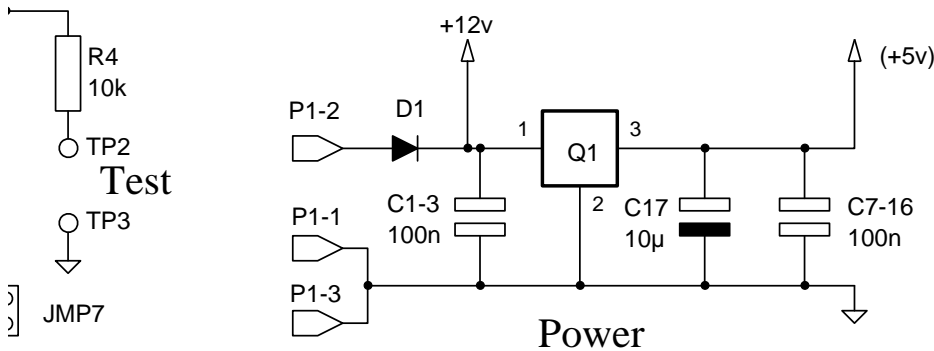 +12v
(+5v)
R4
10k
P1-2
D1
1
3
Q1
TP2
Test
2
C1-3
100n
C17
10µ
C7-16
100n
TP3
P1-1
P1-3
JMP7
Power